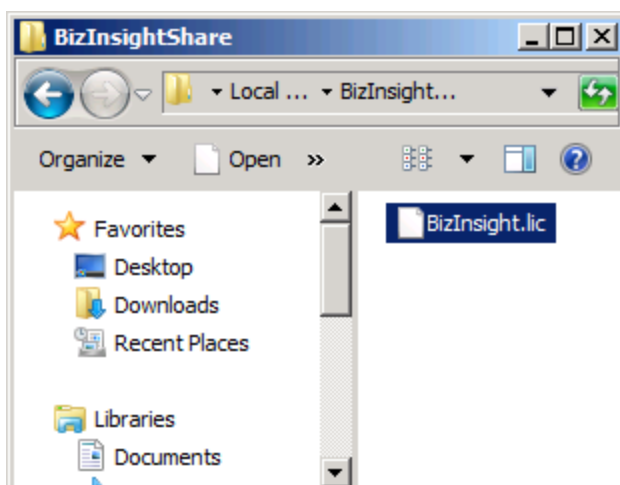 BizInsightShare
Local ... BizInsight...
Organize Open »
Favorites
Desktop
Downloads
Recent Places
Libraries
Documents
BizInsight.lic